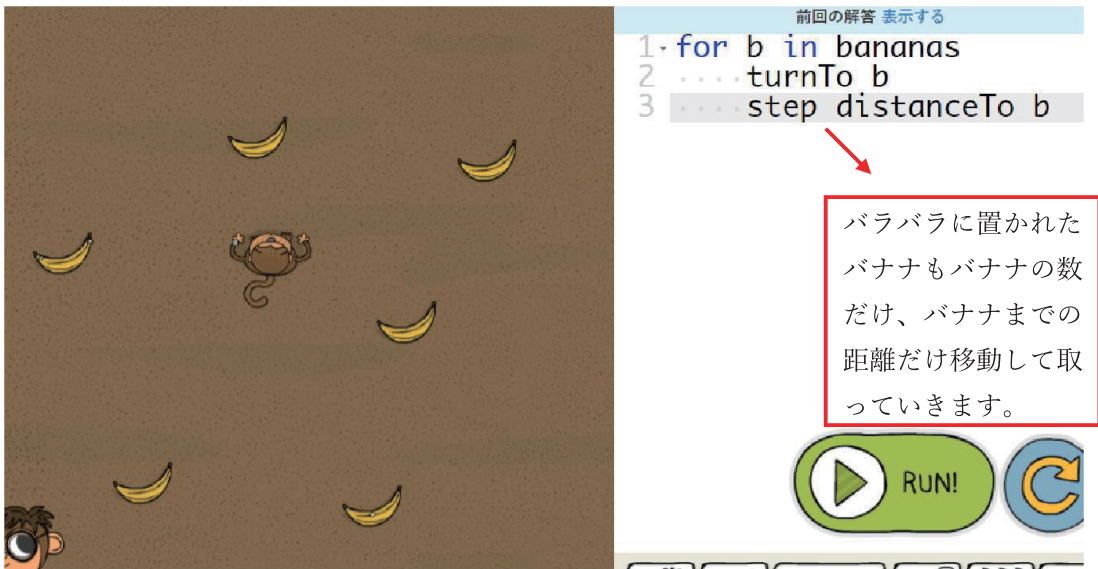 前回の解答 表示する
1 for b in bananas
2 ····turnTo b
3 ····step distanceTo b
バラバラに置かれた
バナナもバナナの数
だけ、バナナまでの
距離だけ移動して取
っていきます。
RUN!